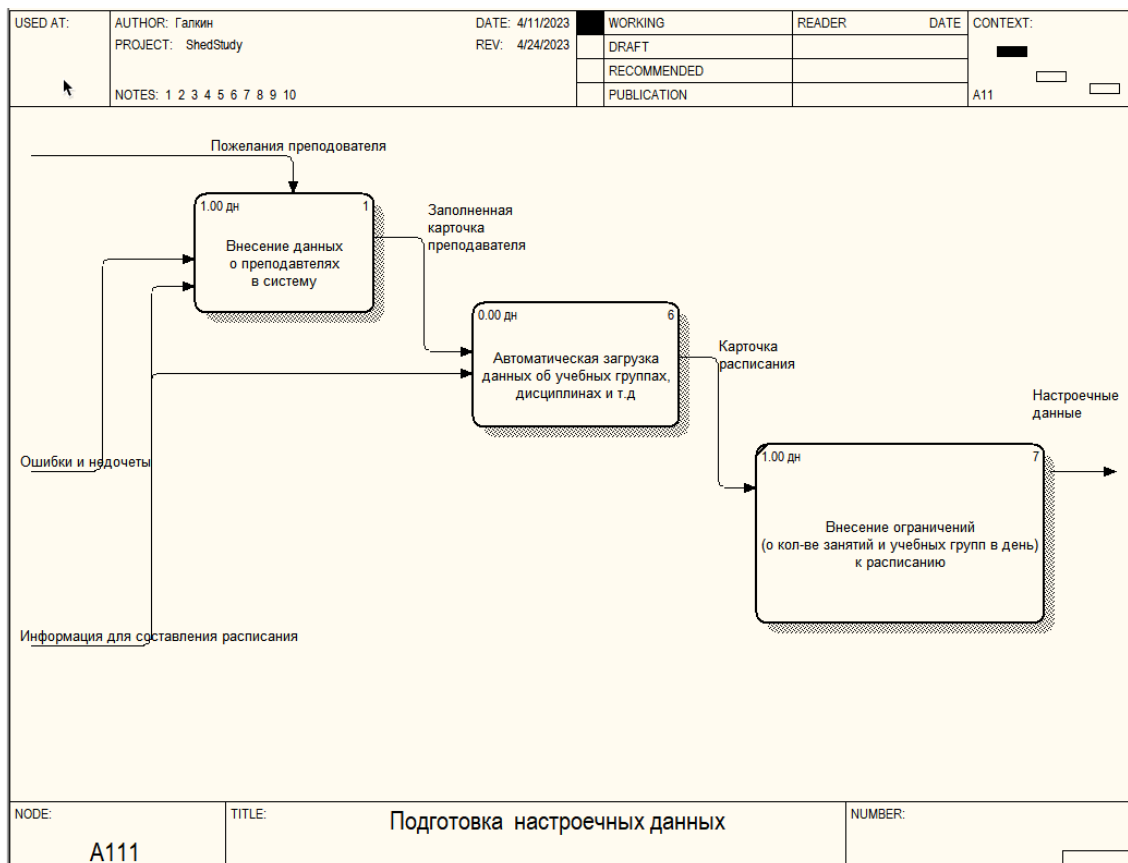 USED AT:
AUTHOR: Галкин
DATE: 4/11/2023
PROJECT: ShedStudy
REV: 4/24/2023
NOTES: 1 2 3 4 5 6 7 8 9 10
WORKING
DRAFT
RECOMMENDED
PUBLICATION
READER
DATE
CONTEXT:
A11
Пожелания преподователя
1.00 дн
1
Внесение данных
о преподавтелях
в систему
Заполненная
карточка
преподавателя
0.00 дн
6
Автоматическая загрузка
данных об учебных группах,
дисциплинах и т.д
Карточка
расписания
Настроечные
данные
Ошибки и недочеты
1.00 дн
7
Внесение ограничений
(о кол-ве занятий и учебных групп в день)
к расписанию
Информация для составления расписания
NODE:
A111
TITLE:
Подготовка настроечных данных
NUMBER: